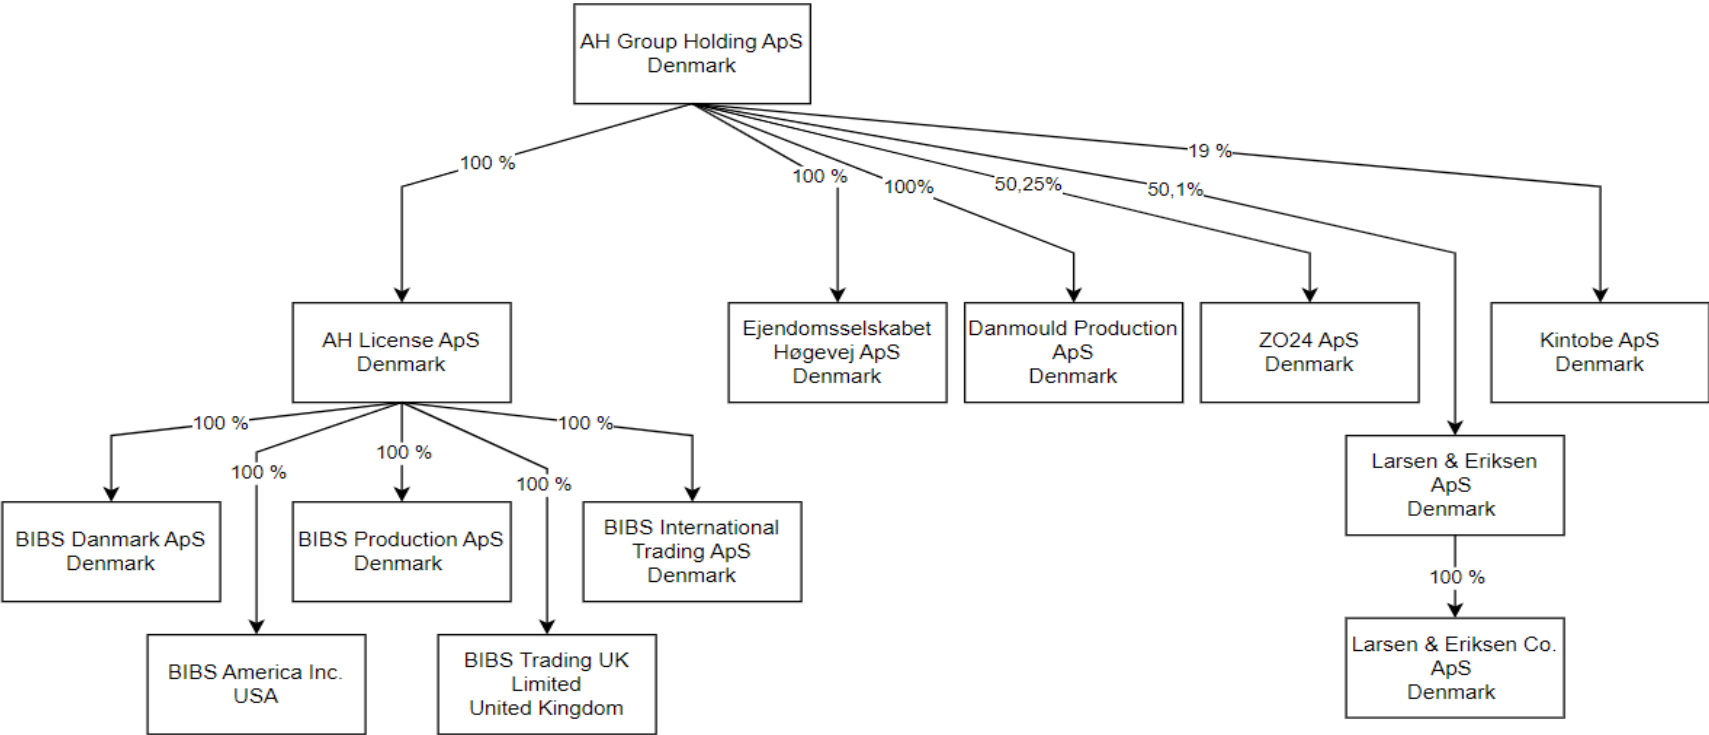 AH Group Holding ApS
Denmark
100 %
100 %
100%
50,25%
50,1%
19 %
AH License ApS
Denmark
Ejendomsselskabet
Høgevej ApS
Denmark
Danmould Production
ApS
Denmark
ZO24 ApS
Denmark
Kintobe ApS
Denmark
100 %
100 %
100 %
100 %
100 %
Larsen & Eriksen
ApS
Denmark
BIBS Danmark ApS
Denmark
BIBS Production ApS
Denmark
BIBS International
Trading ApS
Denmark
100 %
BIBS America Inc.
USA
BIBS Trading UK
Limited
United Kingdom
Larsen & Eriksen Co.
ApS
Denmark